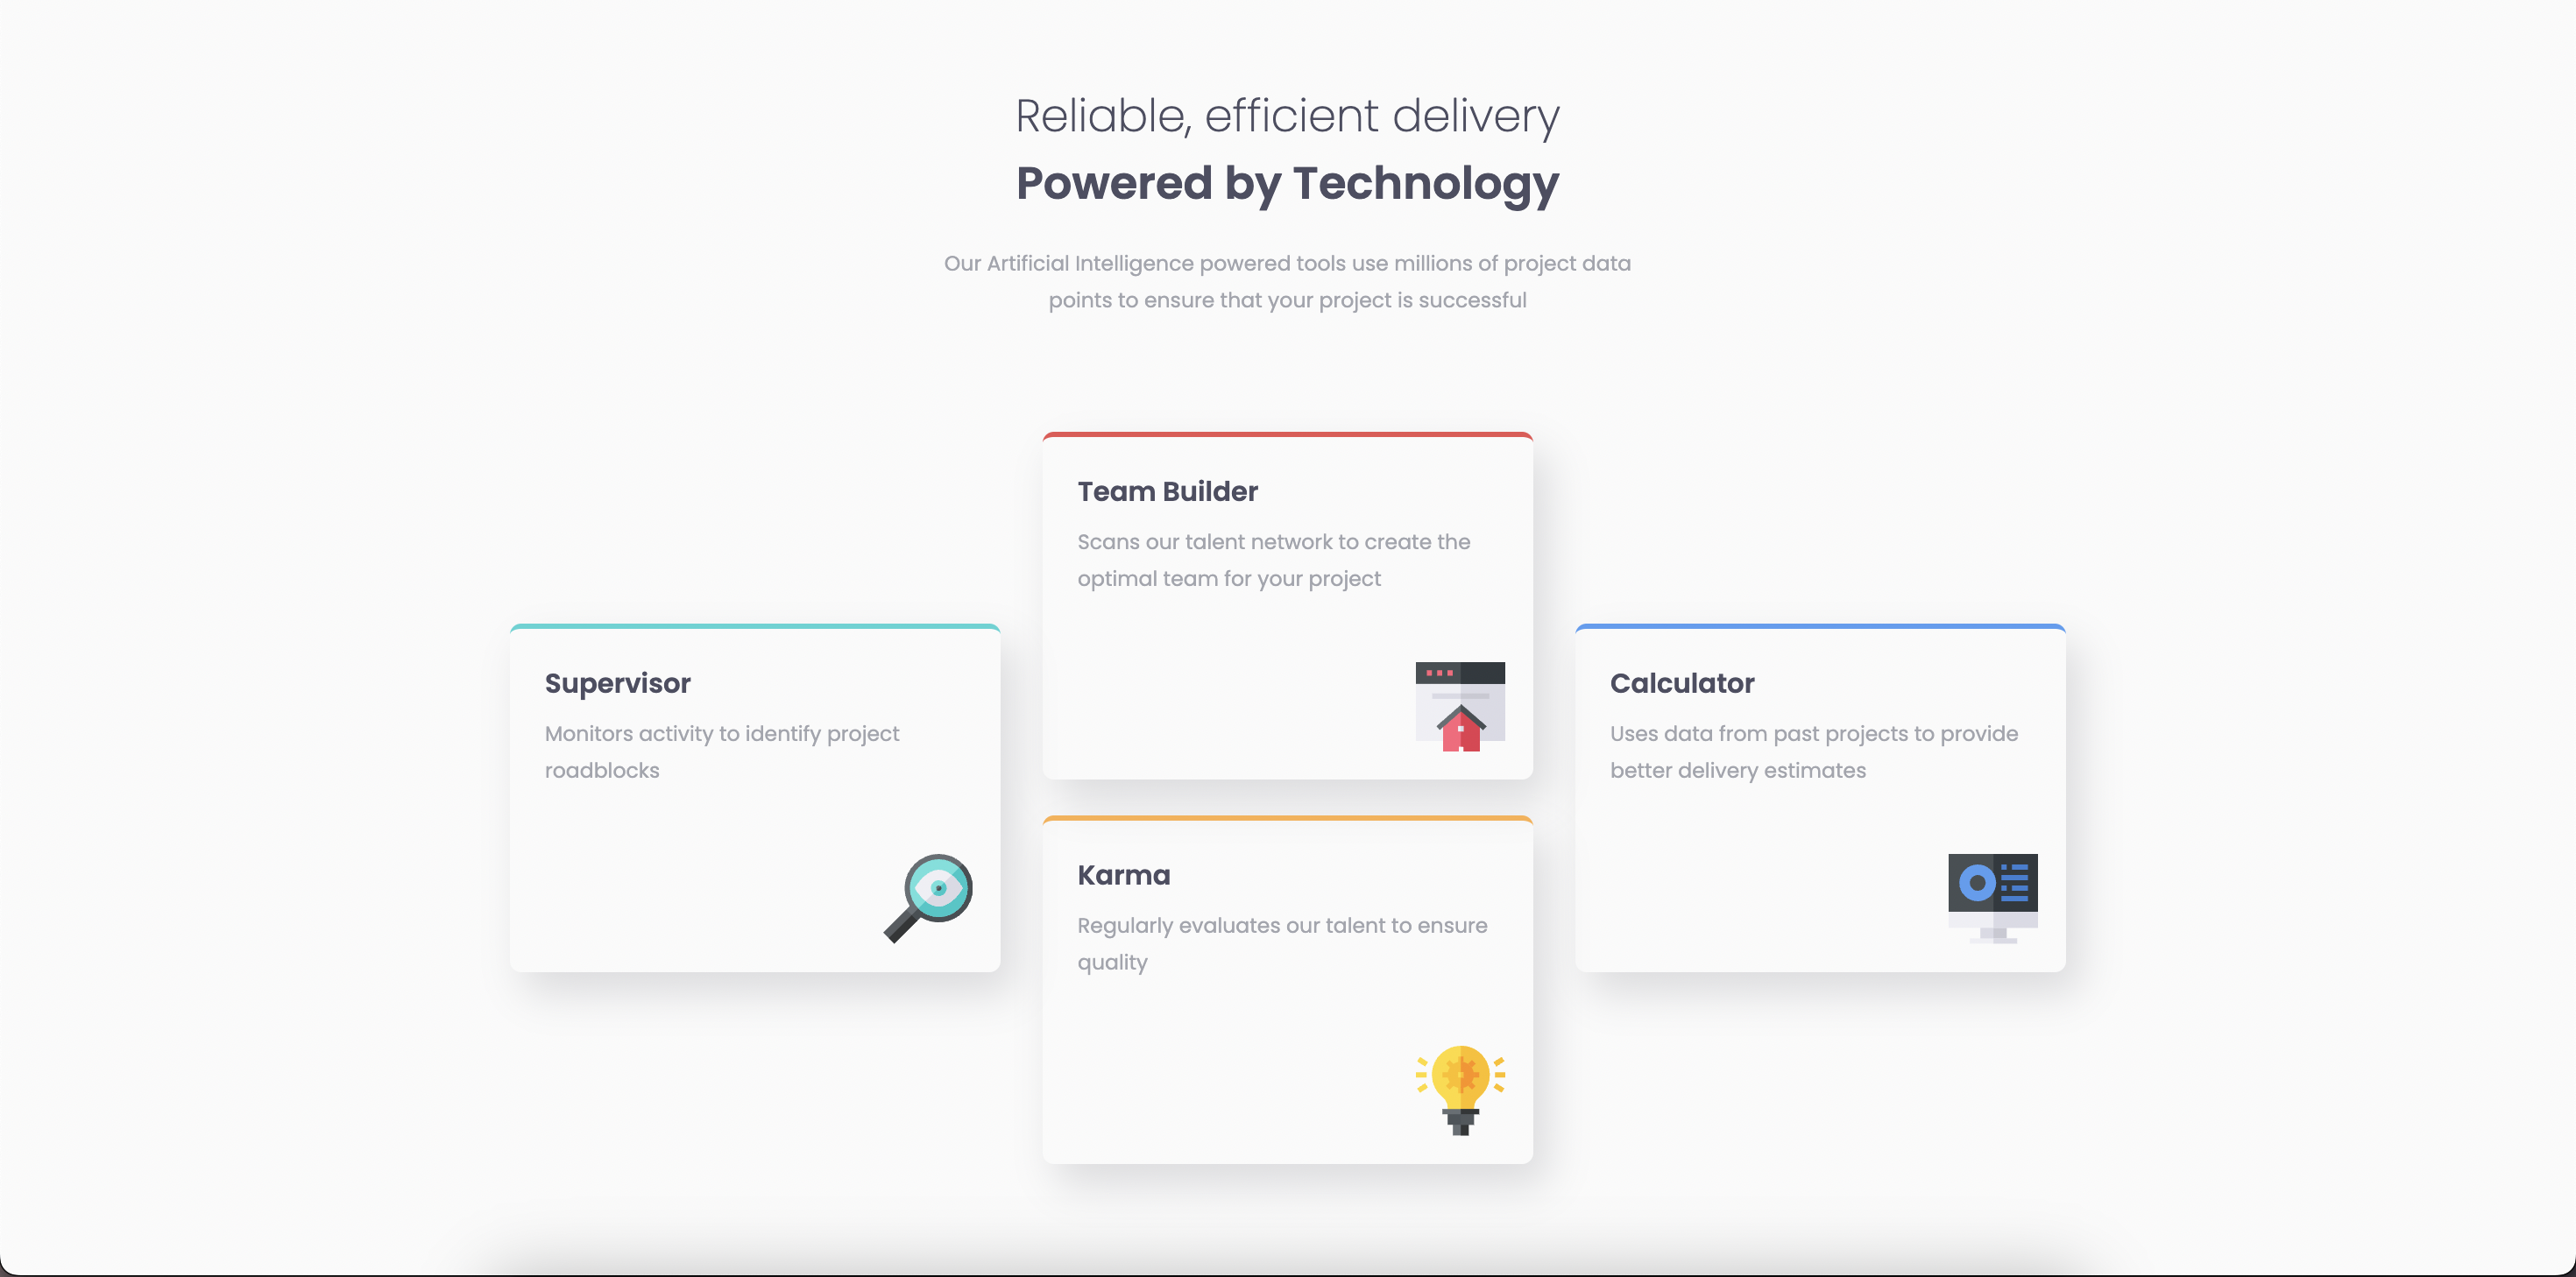 Reliable, efficient delivery
Powered by Technology
Our Artificial Intelligence powered tools use millions of project data
points to ensure that your project is successful
Team Builder
Scans our talent network to create the
optimal team for your project
Supervisor
Monitors activity to identify project
roadblocks
Calculator
Uses data from past projects to provide
better delivery estimates
Karma
Regularly evaluates our talent to ensure
quality